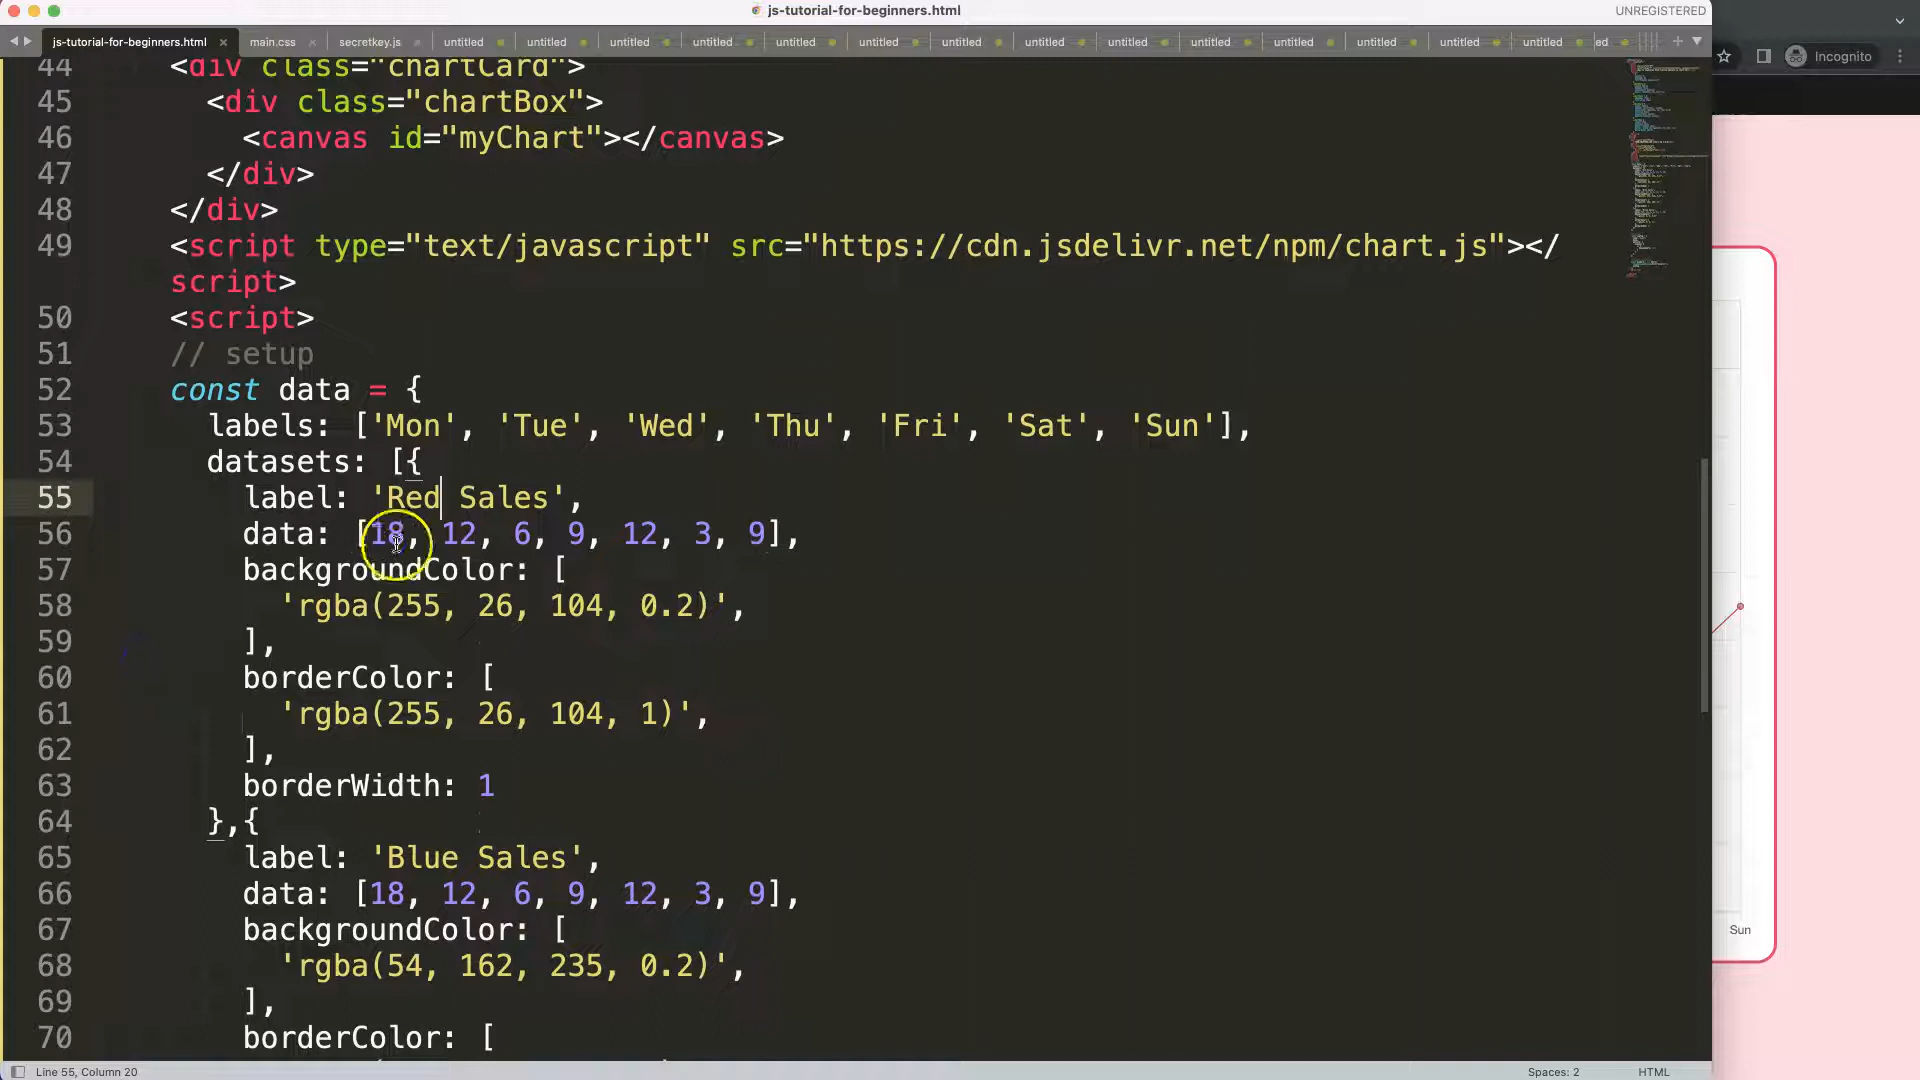 js-tutorial-for-beginners.html
UNREGISTERED
js-tutorial-for-beginners.html × main.css × secretkey.js untitled untitled untitled untitled untitled untitled untitled untitled untitled untitled untitled untitled untitled untitled ed
Incognito
44 <div class="chartCard">
45 <div class="chartBox">
46 <canvas id="myChart"></canvas>
47 </div>
48 </div>
49 <script type="text/javascript" src="https://cdn.jsdelivr.net/npm/chart.js"></
script>
50 <script>
51 // setup
52 const data = {
53 labels: ['Mon', 'Tue', 'Wed', 'Thu', 'Fri', 'Sat', 'Sun'],
54 datasets: [{
55 label: 'Red Sales',
56 data: [18, 12, 6, 9, 12, 3, 9],
57 backgroundColor: [
58 'rgba(255, 26, 104, 0.2)',
59 ],
60 borderColor: [
61 'rgba(255, 26, 104, 1)',
62 ],
63 borderWidth: 1
64 },{
65 label: 'Blue Sales',
66 data: [18, 12, 6, 9, 12, 3, 9],
67 backgroundColor: [
68 'rgba(54, 162, 235, 0.2)',
69 ],
70 borderColor: [
Sun
Line 55, Column 20
Spaces: 2
HTML